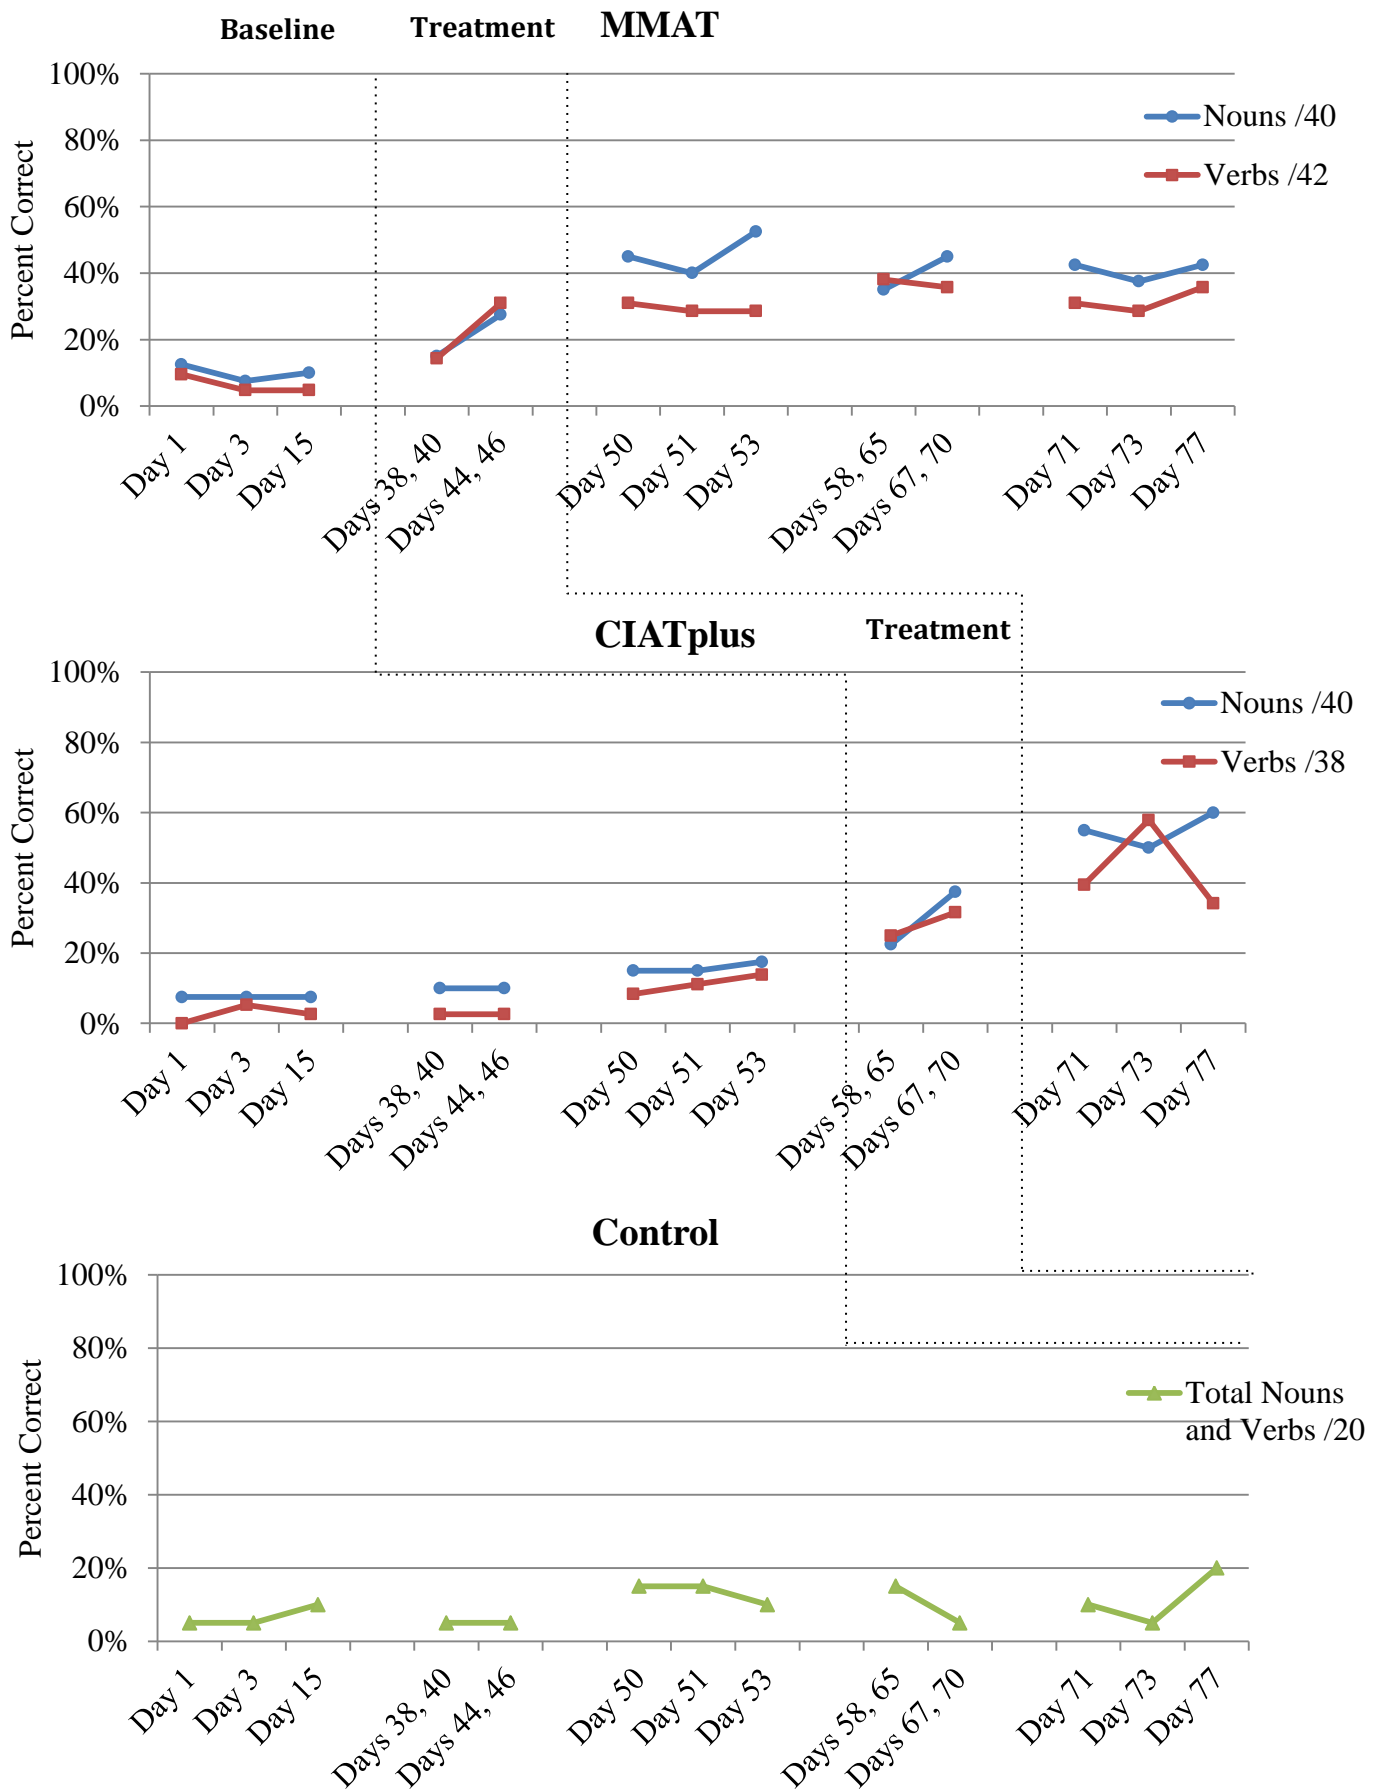 Baseline Treatment MMAT
100%
80%
60%
40%
20%
0%
Percent Correct
Nouns /40
Verbs /42
Day 1 Day 3 Day 15 Days 38, 40 Days 44, 46 Day 50 Day 51 Day 53 Days 58, 65 Days 67, 70 Day 71 Day 73 Day 77
CIATplus Treatment
100%
80%
60%
40%
20%
0%
Percent Correct
Nouns /40
Verbs /38
Day 1 Day 3 Day 15 Days 38, 40 Days 44, 46 Day 50 Day 51 Day 53 Days 58, 65 Days 67, 70 Day 71 Day 73 Day 77
Control
100%
80%
60%
40%
20%
0%
Percent Correct
Total Nouns
and Verbs /20
Day 1 Day 3 Day 15 Days 38, 40 Days 44, 46 Day 50 Day 51 Day 53 Days 58, 65 Days 67, 70 Day 71 Day 73 Day 77